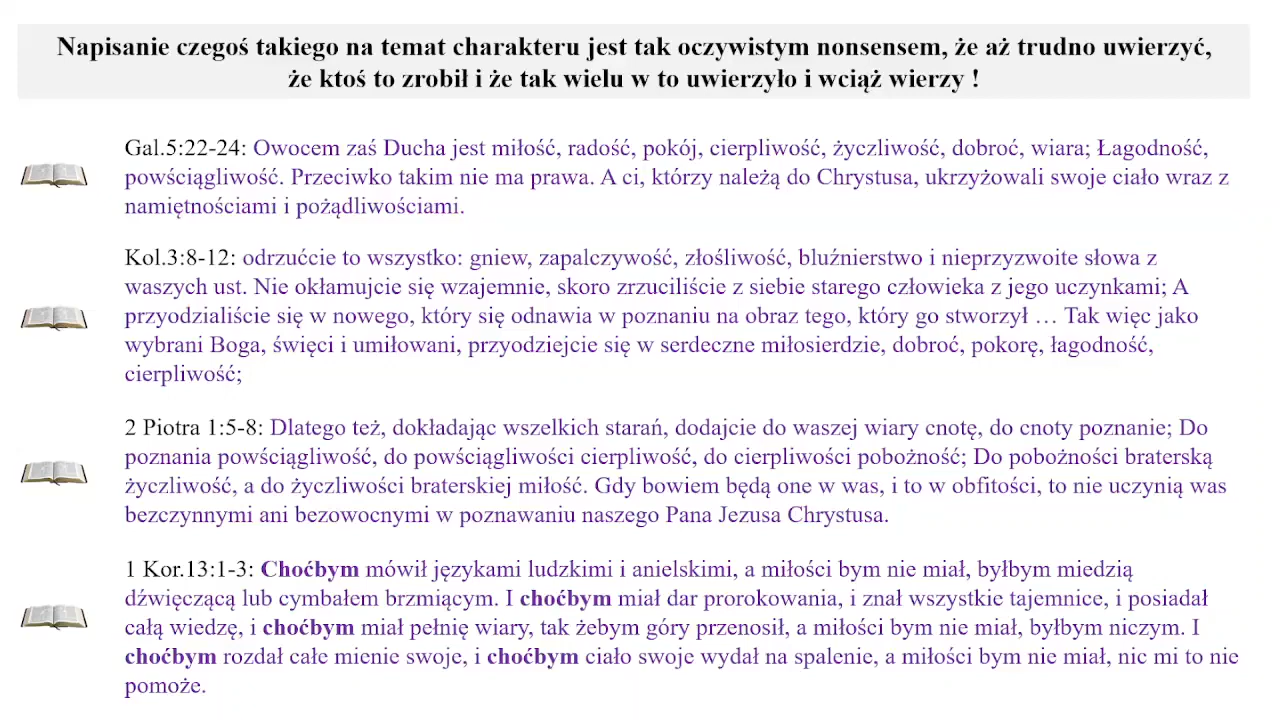 Napisanie czegoś takiego na temat charakteru jest tak oczywistym nonsensem, że aż trudno uwierzyć,
że ktoś to zrobił i że tak wielu w to uwierzyło i wciąż wierzy !
Gal.5:22-24: Owocem zaś Ducha jest miłość, radość, pokój, cierpliwość, życzliwość, dobroć, wiara; Łagodność,
powściągliwość. Przeciwko takim nie ma prawa. A ci, którzy należą do Chrystusa, ukrzyżowali swoje ciało wraz z
namiętnościami i pożądliwościami.
Kol.3:8-12: odrzućcie to wszystko: gniew, zapalczywość, złośliwość, bluźnierstwo i nieprzyzwoite słowa z
waszych ust. Nie okłamujcie się wzajemnie, skoro zrzuciliście z siebie starego człowieka z jego uczynkami; A
przyodzialiście się w nowego, który się odnawia w poznaniu na obraz tego, który go stworzył … Tak więc jako
wybrani Boga, święci i umiłowani, przyodziejcie się w serdeczne miłosierdzie, dobroć, pokorę, łagodność,
cierpliwość;
2 Piotra 1:5-8: Dlatego też, dokładając wszelkich starań, dodajcie do waszej wiary cnotę, do cnoty poznanie; Do
poznania powściągliwość, do powściągliwości cierpliwość, do cierpliwości pobożność; Do pobożności braterską
życzliwość, a do życzliwości braterskiej miłość. Gdy bowiem będą one w was, i to w obfitości, to nie uczynią was
bezczynnymi ani bezowocnymi w poznawaniu naszego Pana Jezusa Chrystusa.
1 Kor.13:1-3: Choćbym mówił językami ludzkimi i anielskimi, a miłości bym nie miał, byłbym miedzią
dźwięczącą lub cymbałem brzmiącym. I choćbym miał dar prorokowania, i znał wszystkie tajemnice, i posiadał
całą wiedzę, i choćbym miał pełnię wiary, tak żebym góry przenosił, a miłości bym nie miał, byłbym niczym. I
choćbym rozdał całe mienie swoje, i choćbym ciało swoje wydał na spalenie, a miłości bym nie miał, nic mi to nie
pomoże.